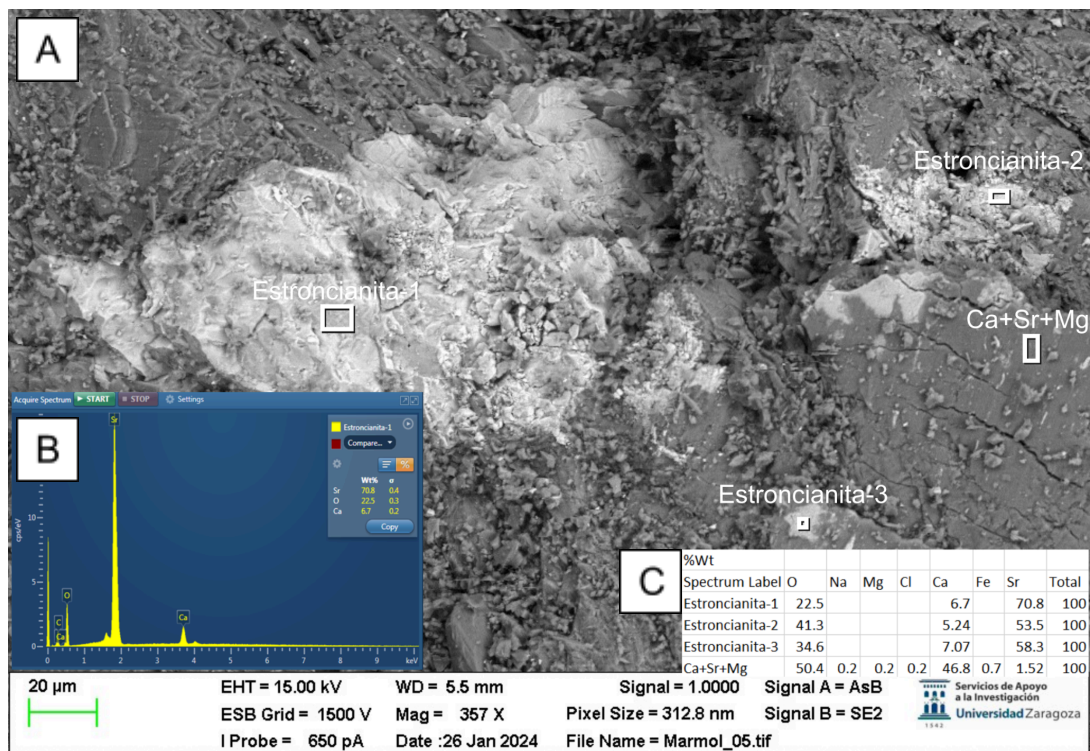 A
Estroncianita-2
Estroncianita-1
Ca+Sr+Mg
Estroncianita-3
B
Acquire Spectrum START STOP Settings
Sr
Estroncianita-1
Compare...
%
Wt% σ
Sr 70.8 0.4
O 22.5 0.3
Ca 6.7 0.2
Copy
cps/eV
10
5
0
O
C
Ca
Ca
0 1 2 3 4 5 6 7 8 9 keV
C
%Wt
Spectrum Label O Na Mg Cl Ca Fe Sr Total
Estroncianita-1 22.5 6.7 70.8 100
Estroncianita-2 41.3 5.24 53.5 100
Estroncianita-3 34.6 7.07 58.3 100
Ca+Sr+Mg 50.4 0.2 0.2 0.2 46.8 0.7 1.52 100
20 µm
EHT = 15.00 kV WD = 5.5 mm Signal = 1.0000 Signal A = AsB
ESB Grid = 1500 V Mag = 357 X Pixel Size = 312.8 nm Signal B = SE2
I Probe = 650 pA Date :26 Jan 2024 File Name = Marmol_05.tif
Servicios de Apoyo
a la Investigación
Universidad Zaragoza
1542